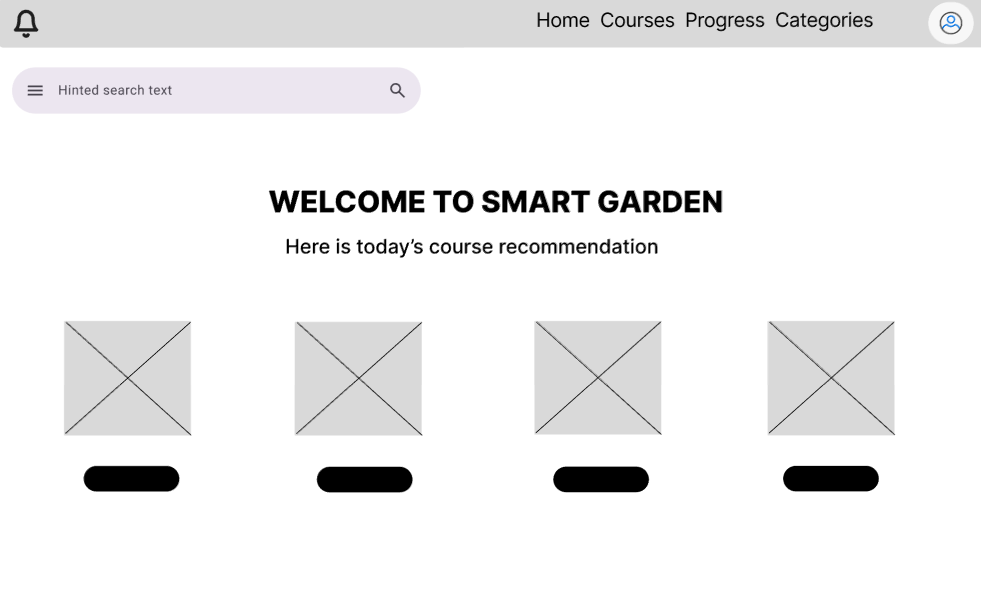 Home Courses Progress Categories
Hinted search text
WELCOME TO SMART GARDEN
Here is today’s course recommendation